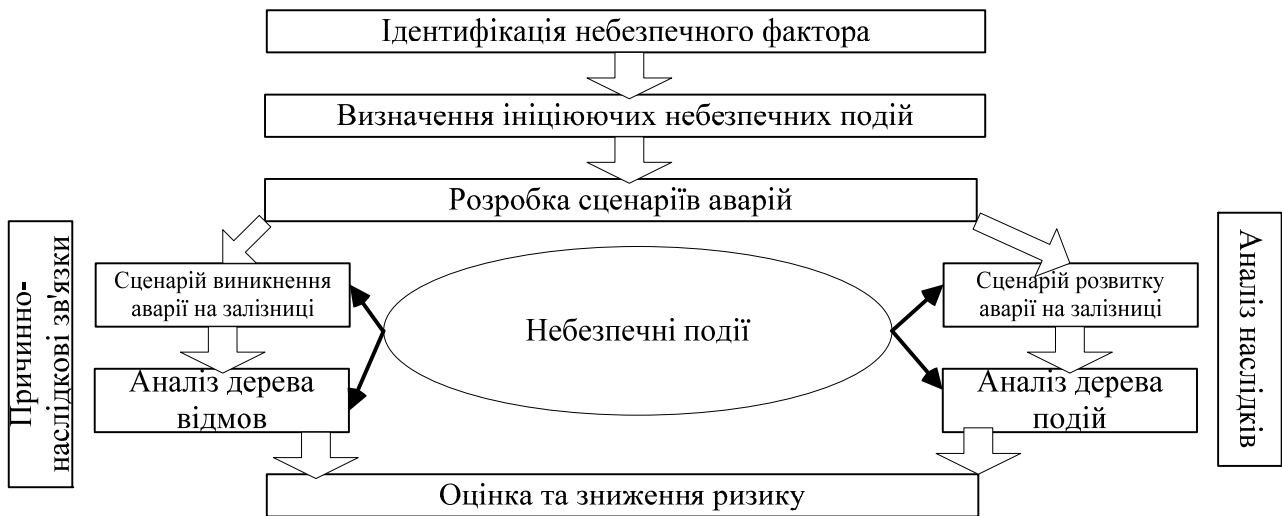 Ідентифікація небезпечного фактора
Визначення ініціюючих небезпечних подій
Розробка сценаріїв аварій
Причинно-
наслідкові зв'язки
Сценарій виникнення
аварії на залізниці
Аналіз дерева
відмов
Небезпечні події
Сценарій розвитку
аварії на залізниці
Аналіз дерева
подій
Аналіз наслідків
Оцінка та зниження ризику